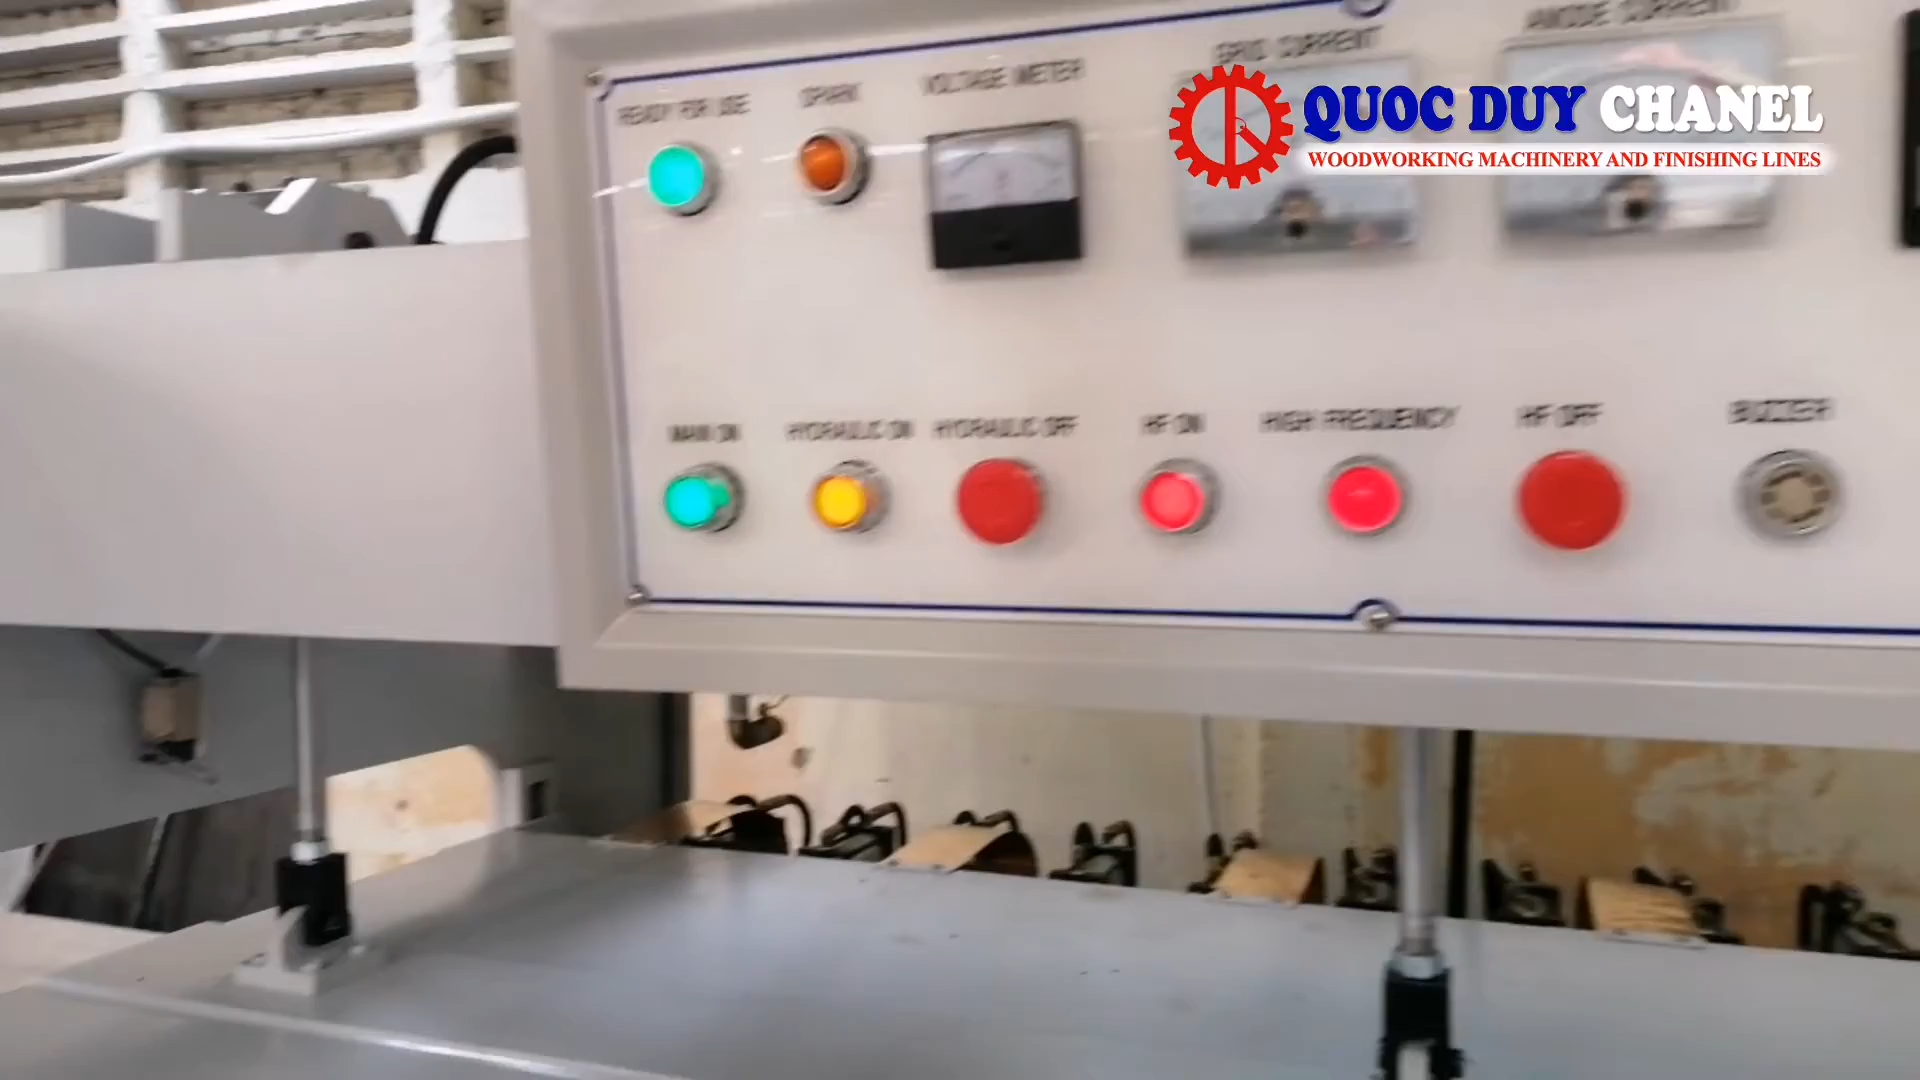 ANODE CURRENT
GRID CURRENT
VOLTAGE METER
SPARK
READY FOR USE
QUOC DUY CHANEL
WOODWORKING MACHINERY AND FINISHING LINES
MAIN ON
HYDRAULIC ON
HYDRAULIC OFF
HF ON
HIGH FREQUENCY
HF OFF
BUZZER